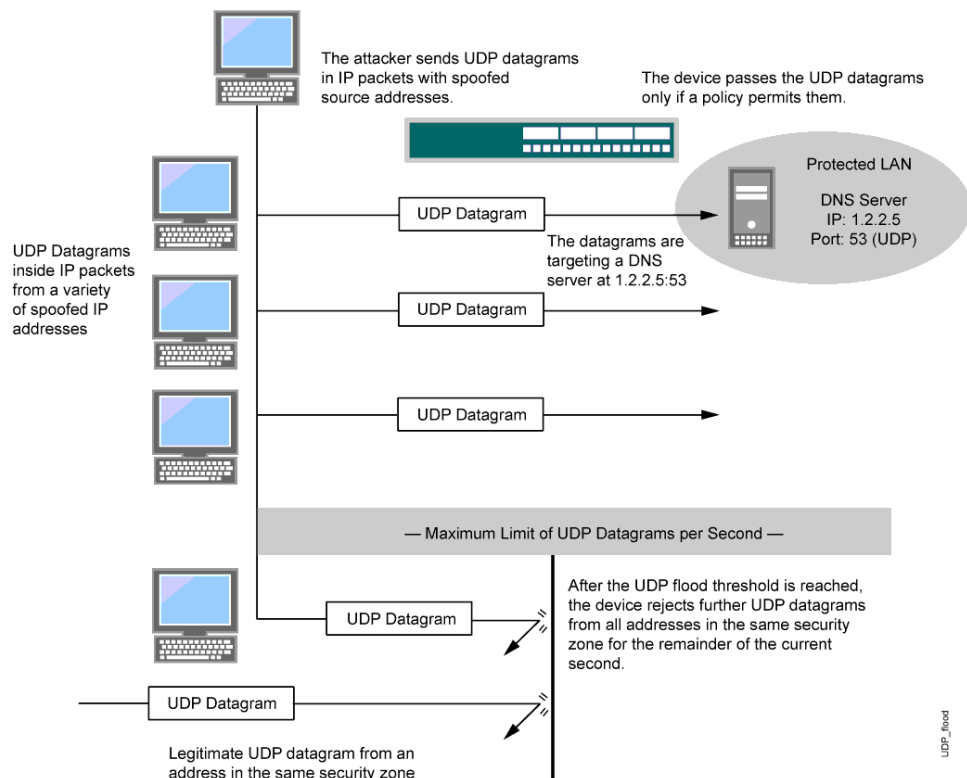 The attacker sends UDP datagrams
in IP packets with spoofed
source addresses.
The device passes the UDP datagrams
only if a policy permits them.
Protected LAN
DNS Server
IP: 1.2.2.5
Port: 53 (UDP)
UDP Datagram
The datagrams are
targeting a DNS
server at 1.2.2.5:53
UDP Datagrams
inside IP packets
from a variety
of spoofed IP
addresses
UDP Datagram
UDP Datagram
— Maximum Limit of UDP Datagrams per Second —
After the UDP flood threshold is reached,
the device rejects further UDP datagrams
from all addresses in the same security
zone for the remainder of the current
second.
UDP Datagram
UDP Datagram
Legitimate UDP datagram from an
address in the same security zone
UDP_flood